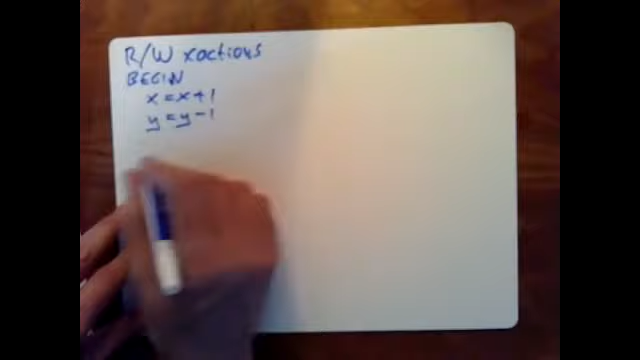 R/W xactions
BEGIN
x = x + 1
y = y - 1